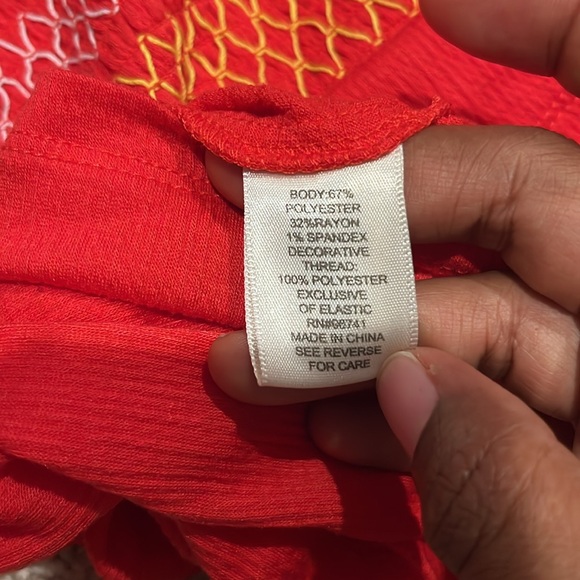 BODY:67%
POLYESTER
32%RAYON
1% SPANDEX
DECORATIVE
THREAD:
100% POLYESTER
EXCLUSIVE
OF ELASTIC
RN#66741
MADE IN CHINA
SEE REVERSE
FOR CARE